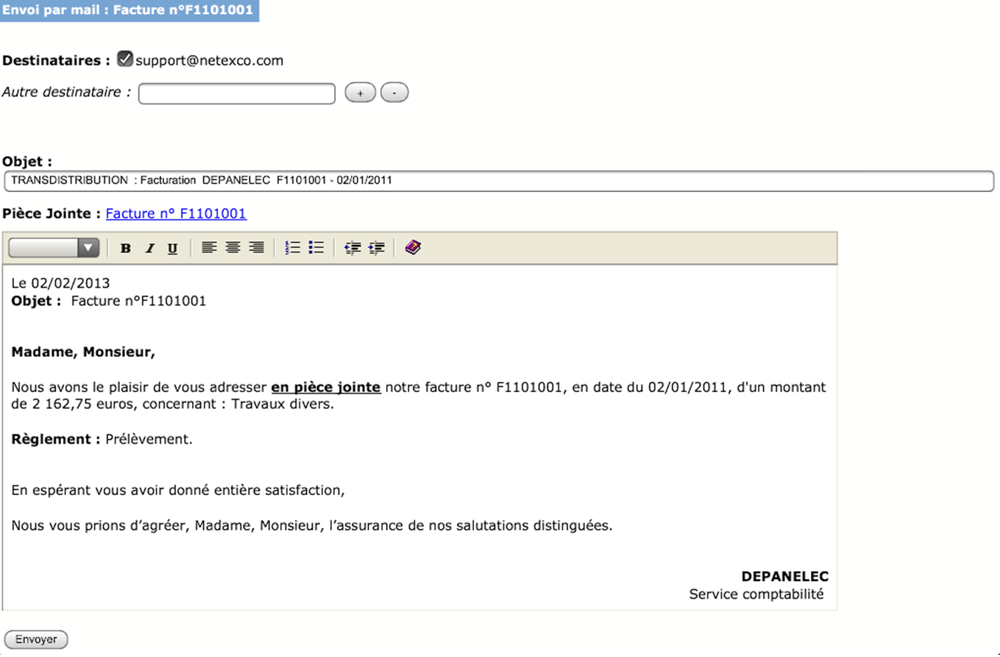 Envoi par mail : Facture n°F1101001
Destinataires : support@netexco.com
Autre destinataire : + -
Objet :
TRANSDISTRIBUTION : Facturation DEPANELEC F1101001 - 02/01/2011
Pièce Jointe : Facture n° F1101001
B I U
Le 02/02/2013
Objet : Facture n°F1101001
Madame, Monsieur,
Nous avons le plaisir de vous adresser en pièce jointe notre facture n° F1101001, en date du 02/01/2011, d'un montant
de 2 162,75 euros, concernant : Travaux divers.
Règlement : Prélèvement.
En espérant vous avoir donné entière satisfaction,
Nous vous prions d’agréer, Madame, Monsieur, l’assurance de nos salutations distinguées.
DEPANELEC
Service comptabilité
Envoyer